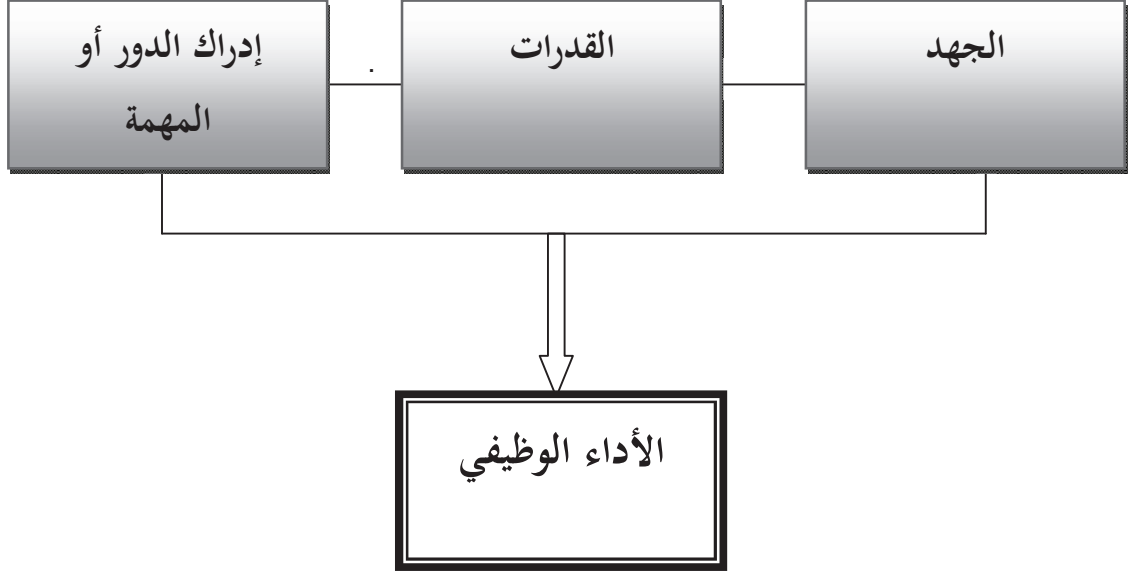 الجهد
القدرات
إدراك الدور أو
المهمة
الأداء الوظيفي